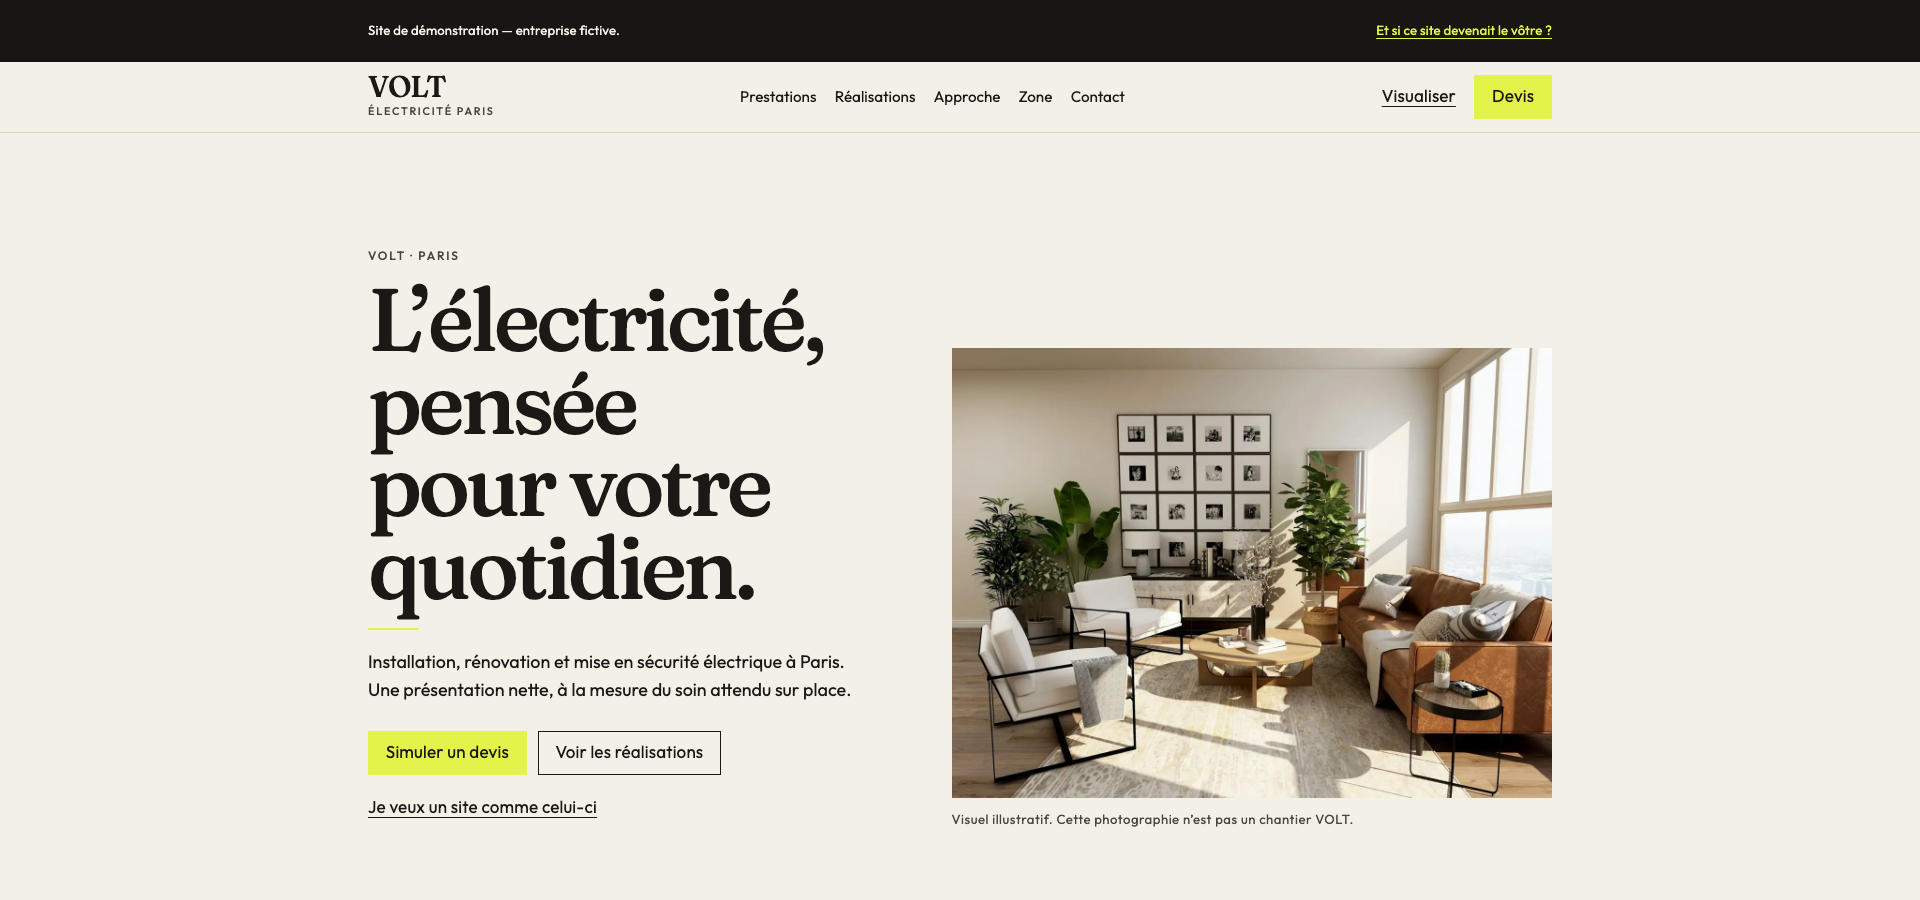 Site de démonstration — entreprise fictive.
Et si ce site devenait le vôtre ?
VOLT
ÉLECTRICITÉ PARIS
Prestations
Réalisations
Approche
Zone
Contact
Visualiser
Devis
VOLT · PARIS
L’électricité,
pensée
pour votre
quotidien.
Installation, rénovation et mise en sécurité électrique à Paris.
Une présentation nette, à la mesure du soin attendu sur place.
Simuler un devis
Voir les réalisations
Je veux un site comme celui-ci
Visuel illustratif. Cette photographie n’est pas un chantier VOLT.